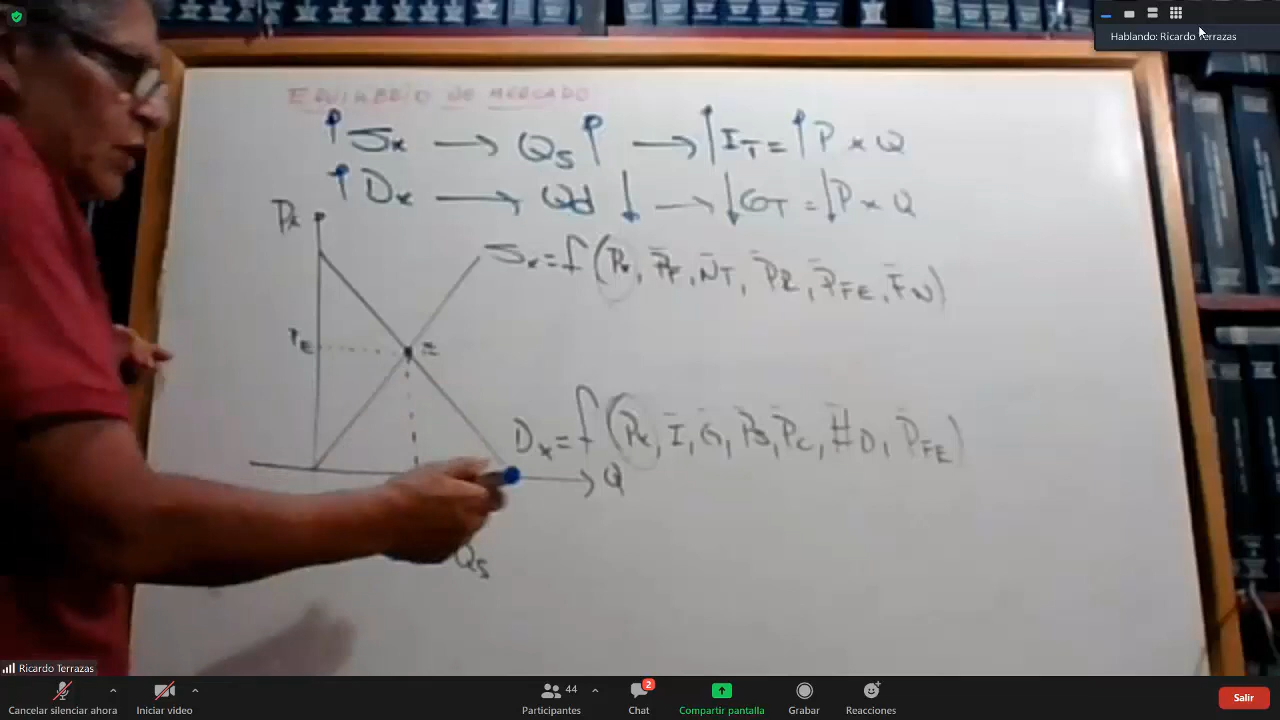 Hablando: Ricardo Terrazas
EQUILIBRIO DE MERCADO
↑ Sx → Qs ↑ → ↑ IT = ↑ P x Q
↑ Dx → Qd ↓ → ↓ GT = ↓ P x Q
Px
Sx = f (Px, P̄F, N̄T, P̄R, P̄FE, F̄N)
PE
E
Dx = f (Px, Ī, Ḡ, P̄S, P̄C, #̄D, P̄FE)
Q
Qs
Ricardo Terrazas
44
2
Cancelar silenciar ahora
Iniciar video
Participantes
Chat
Compartir pantalla
Grabar
Reacciones
Salir